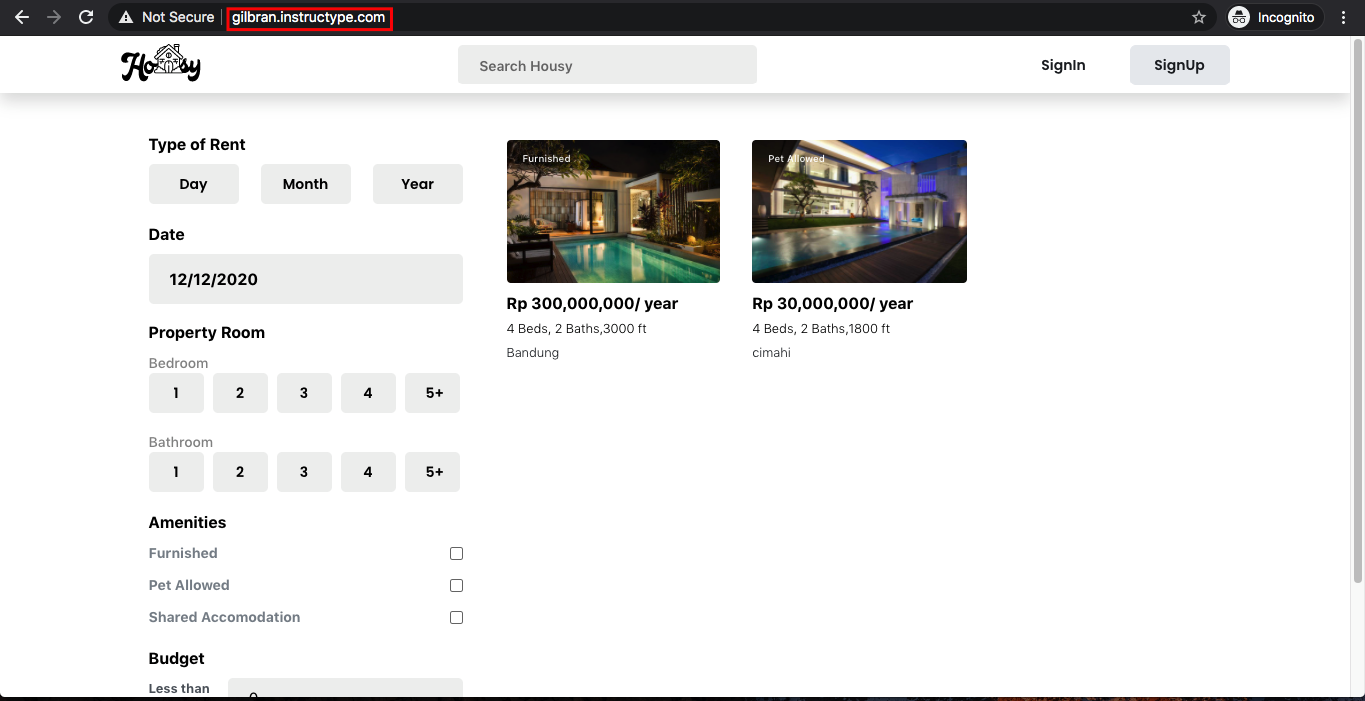 Not Secure gilbran.instructype.com
Incognito
Housy
Search Housy
SignIn
SignUp
Type of Rent
Day
Month
Year
Date
12/12/2020
Property Room
Bedroom
1 2 3 4 5+
Bathroom
1 2 3 4 5+
Amenities
Furnished
Pet Allowed
Shared Accomodation
Budget
Less than
Furnished
Rp 300,000,000/ year
4 Beds, 2 Baths,3000 ft
Bandung
Pet Allowed
Rp 30,000,000/ year
4 Beds, 2 Baths,1800 ft
cimahi